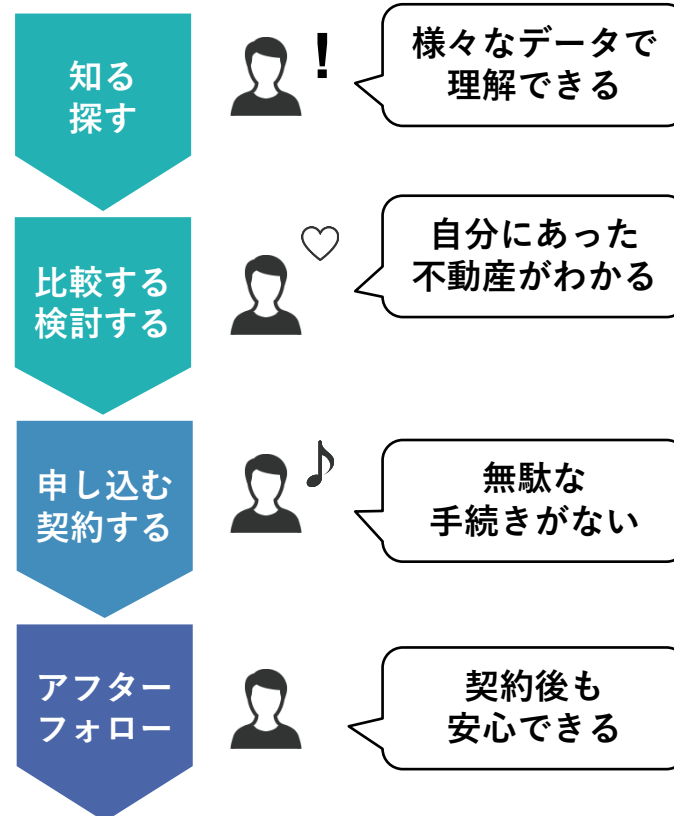 知る
探す
!
様々なデータで
理解できる
比較する
検討する
自分にあった
不動産がわかる
申し込む
契約する
無駄な
手続きがない
アフター
フォロー
契約後も
安心できる